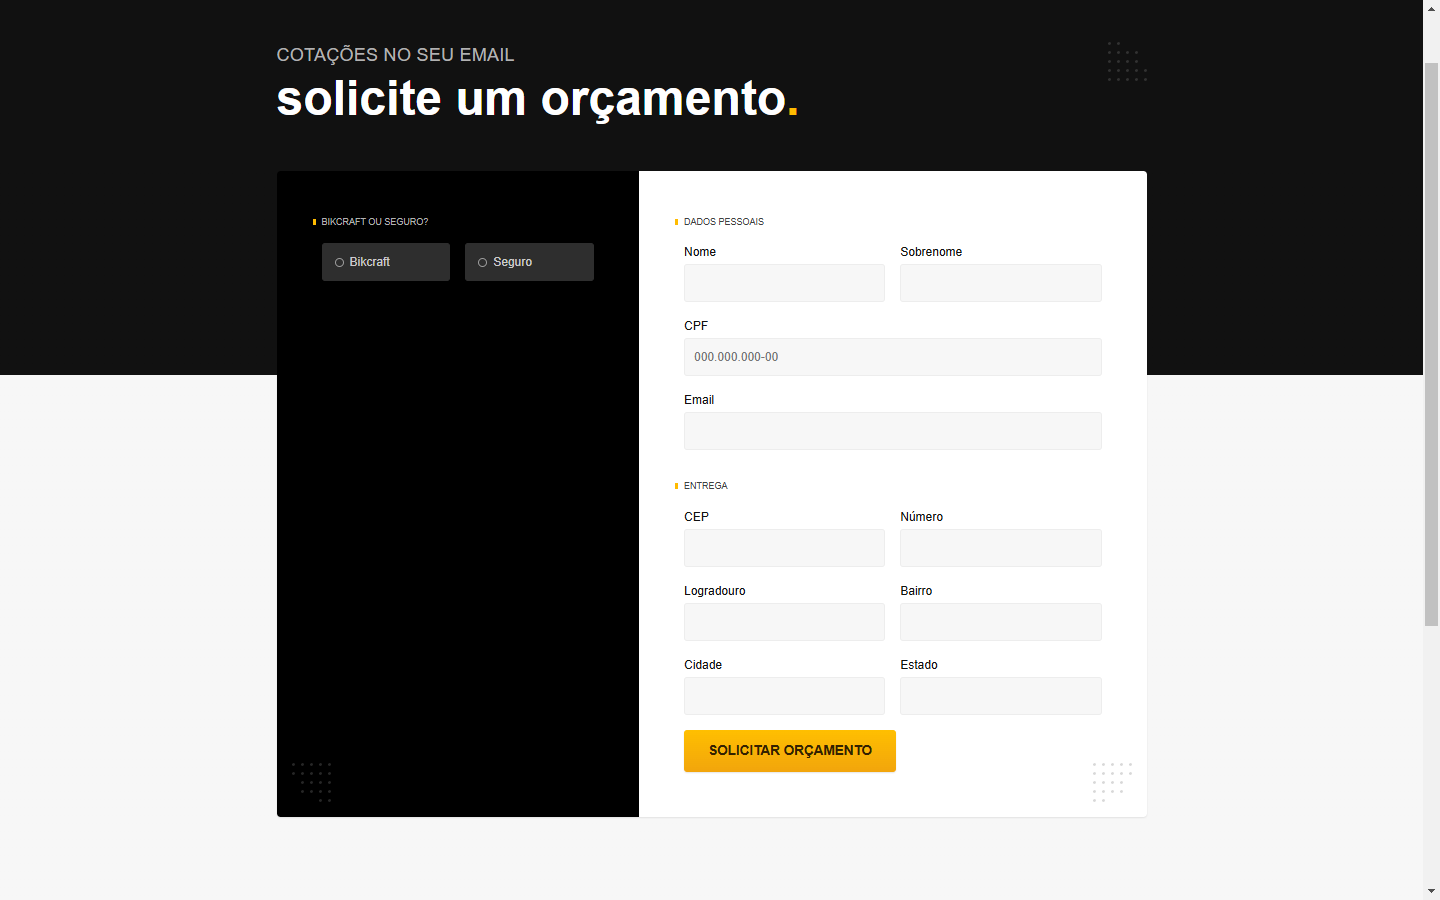 COTAÇÕES NO SEU EMAIL
solicite um orçamento.
BIKCRAFT OU SEGURO?
Bikcraft
Seguro
DADOS PESSOAIS
Nome
Sobrenome
CPF
000.000.000-00
Email
ENTREGA
CEP
Número
Logradouro
Bairro
Cidade
Estado
SOLICITAR ORÇAMENTO